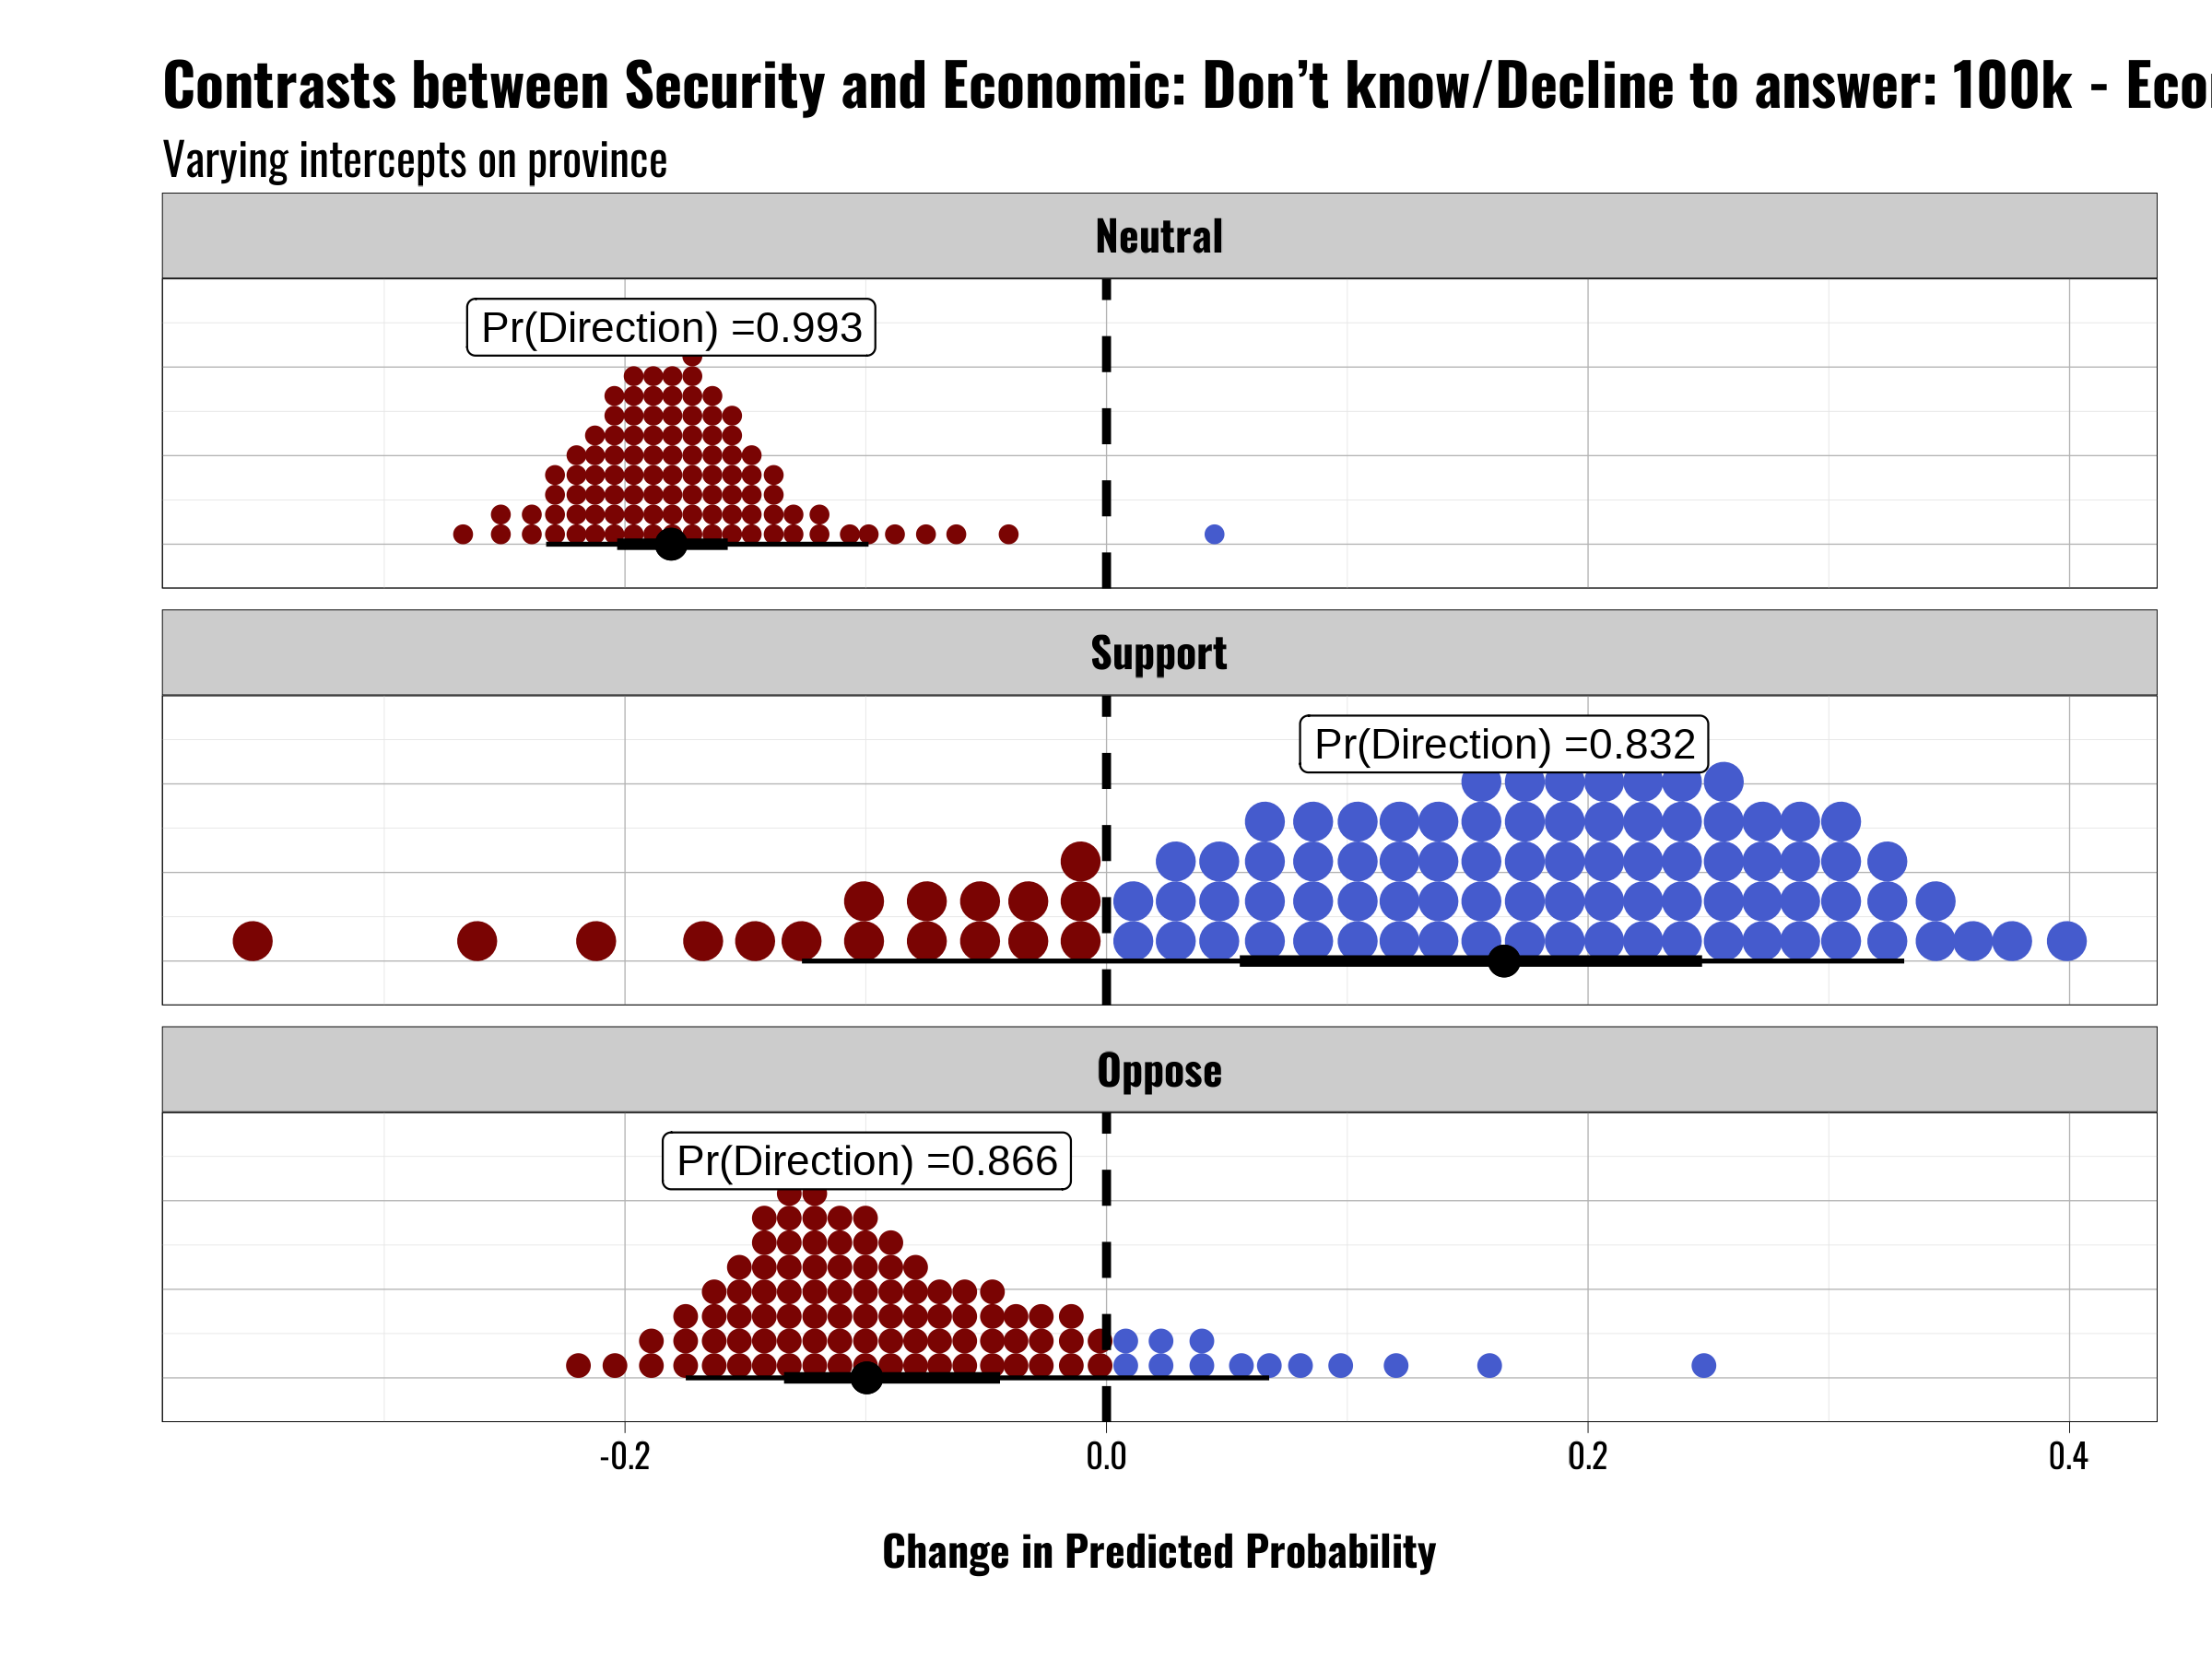 Contrasts between Security and Economic: Don’t know/Decline to answer: 100k -
Varying intercepts on province
Neutral
Pr(Direction) =0.993
Support
Pr(Direction) =0.832
Oppose
Pr(Direction) =0.866
-0.2 0.0 0.2 0.4
Change in Predicted Probability